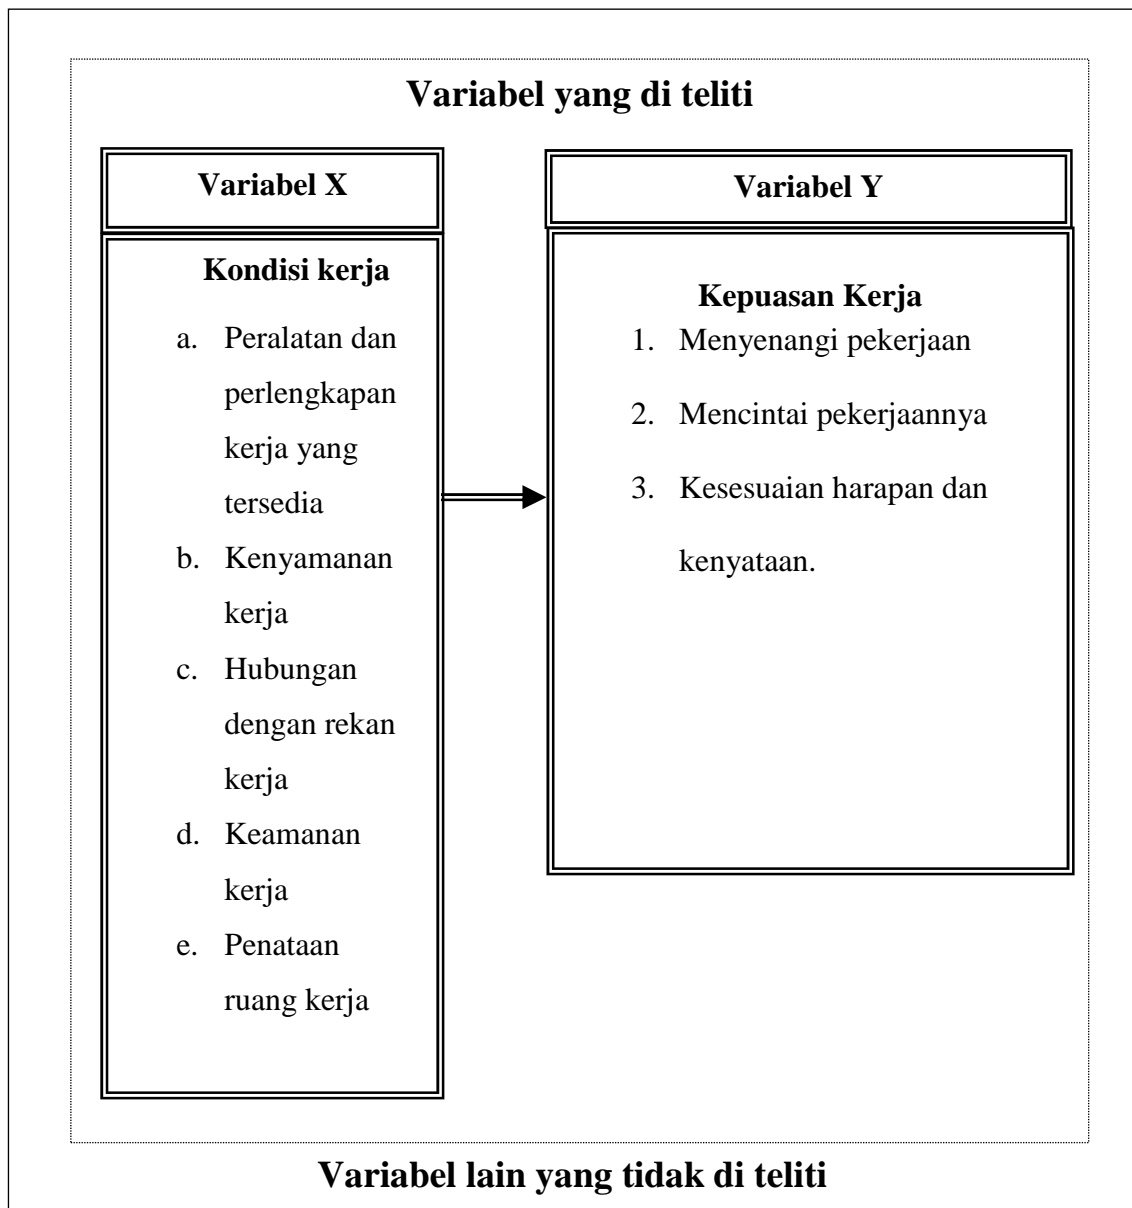 Variabel yang di teliti
Variabel X
Kondisi kerja
a. Peralatan dan
perlengkapan
kerja yang
tersedia
b. Kenyamanan
kerja
c. Hubungan
dengan rekan
kerja
d. Keamanan
kerja
e. Penataan
ruang kerja
Variabel Y
Kepuasan Kerja
1. Menyenangi pekerjaan
2. Mencintai pekerjaannya
3. Kesesuaian harapan dan
kenyataan.
Variabel lain yang tidak di teliti